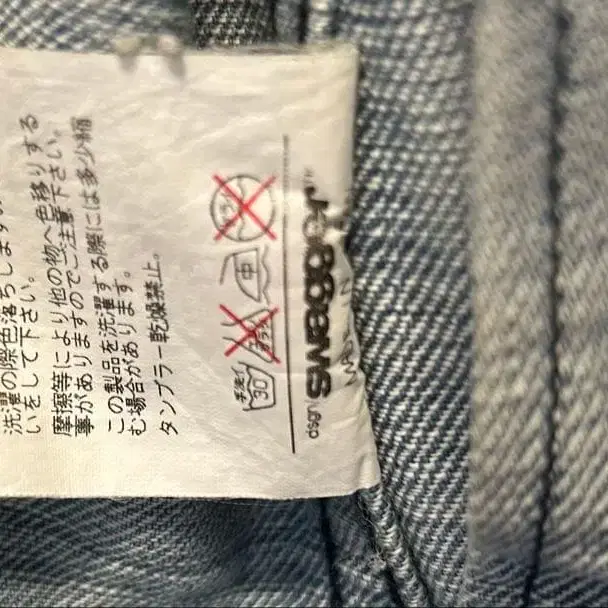 洗濯の際色落ちします
いをして下さい。
摩擦等により他の物へ色移りする
事がありますのでご注意下さい。
この製品を洗濯する際には多少縮
む場合があります。
タンブラー乾燥禁止。
手洗イ
30
中
dsgn/swagger